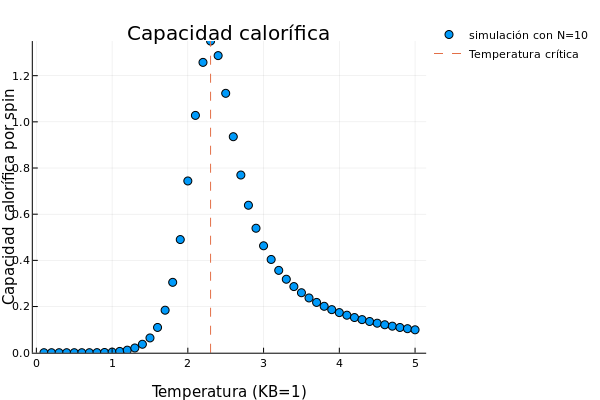 Capacidad calorífica
simulación con N=10
Temperatura crítica
Capacidad calorífica por spin
1.2
1.0
0.8
0.6
0.4
0.2
0.0
0 1 2 3 4 5
Temperatura (KB=1)